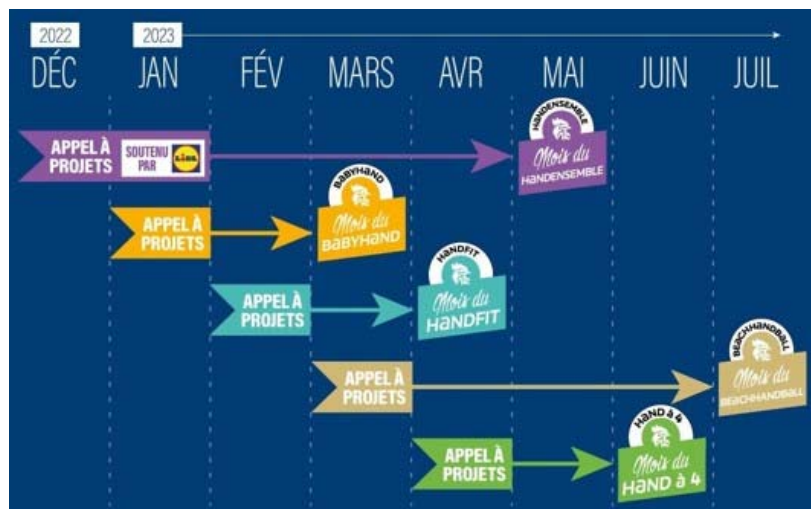 2022
2023
DÉC
JAN
FÉV
MARS
AVR
MAI
JUIN
JUIL
APPEL À
PROJETS
SOUTENU
PAR
LIDL
HANDENSEMBLE
Mois du
HANDENSEMBLE
APPEL À
PROJETS
BABYHAND
Mois du
BABYHAND
APPEL À
PROJETS
HANDFIT
Mois du
HANDFIT
APPEL À
PROJETS
BEACHHANDBALL
Mois du
BEACHHANDBALL
APPEL À
PROJETS
HAND à 4
Mois du
HAND à 4